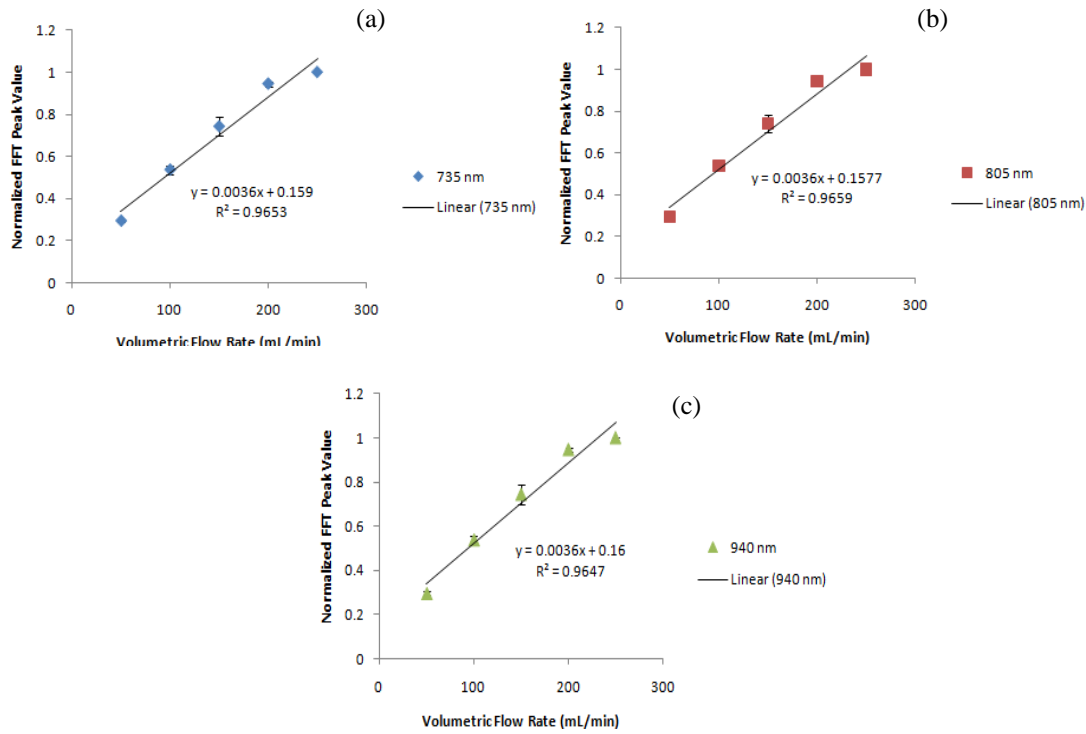 (a)
1.2
1
0.8
0.6
0.4
0.2
0
Normalized FFT Peak Value
y = 0.0036x + 0.159
R² = 0.9653
735 nm
Linear (735 nm)
0 100 200 300
Volumetric Flow Rate (mL/min)
(b)
1.2
1
0.8
0.6
0.4
0.2
0
Normalized FFT Peak Value
y = 0.0036x + 0.1577
R² = 0.9659
805 nm
Linear (805 nm)
0 100 200 300
Volumetric Flow Rate (mL/min)
(c)
1.2
1
0.8
0.6
0.4
0.2
0
Normalized FFT Peak Value
y = 0.0036x + 0.16
R² = 0.9647
940 nm
Linear (940 nm)
0 100 200 300
Volumetric Flow Rate (mL/min)